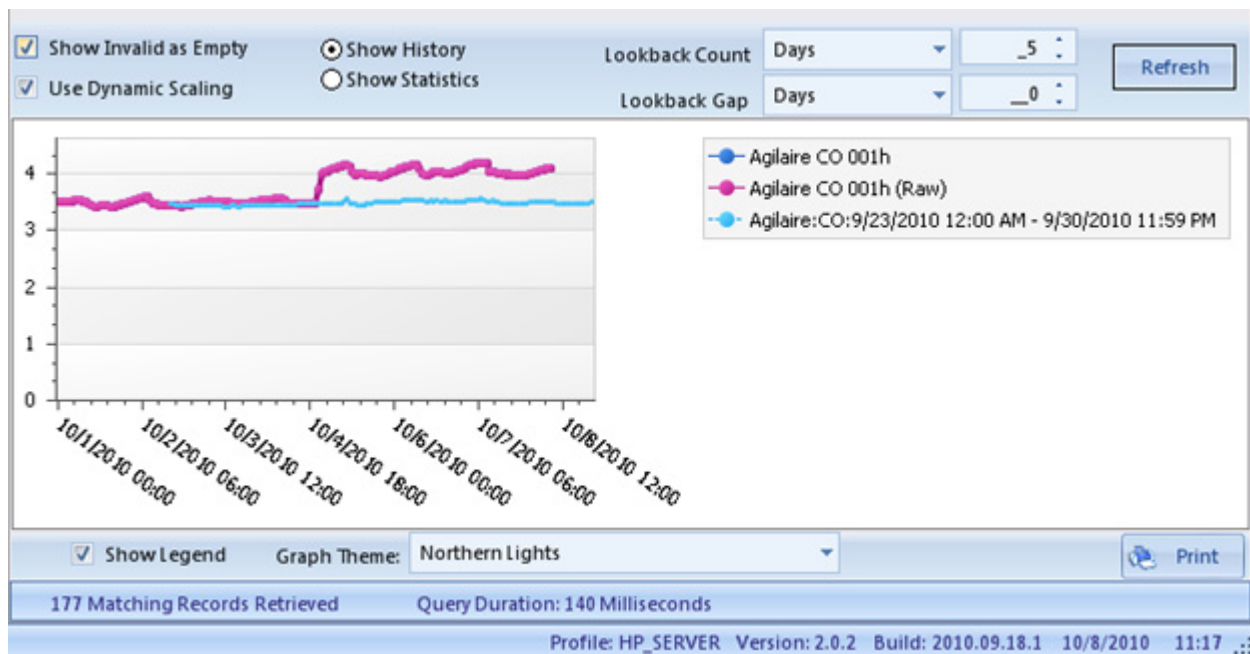 Show Invalid as Empty
Show History
Lookback Count
Days
_5
Refresh
Use Dynamic Scaling
Show Statistics
Lookback Gap
Days
__0
4
3
2
1
0
10/1/2010 00:00
10/2/2010 06:00
10/3/2010 12:00
10/4/2010 18:00
10/6/2010 00:00
10/7/2010 06:00
10/8/2010 12:00
Agilaire CO 001h
Agilaire CO 001h (Raw)
Agilaire:CO:9/23/2010 12:00 AM - 9/30/2010 11:59 PM
Show Legend
Graph Theme:
Northern Lights
Print
177 Matching Records Retrieved
Query Duration: 140 Milliseconds
Profile: HP_SERVER Version: 2.0.2 Build: 2010.09.18.1 10/8/2010 11:17